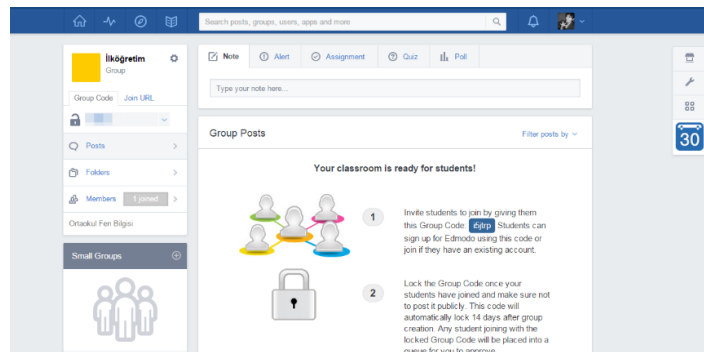 Search posts, groups, users, apps and more
İlköğretim
Group
Group Code
Join URL
Posts
Folders
Members
1 joined
Ortaokul Fen Bilgisi
Small Groups
Note
Alert
Assignment
Quiz
Poll
Type your note here...
Group Posts
Filter posts by
Your classroom is ready for students!
1
Invite students to join by giving them
this Group Code Students can
sign up for Edmodo using this code or
join if they have an existing account.
2
Lock the Group Code once your
students have joined and make sure not
to post it publicly. This code will
automatically lock 14 days after group
creation. Any student joining with the
locked Group Code will be placed into a
queue for you to approve
30